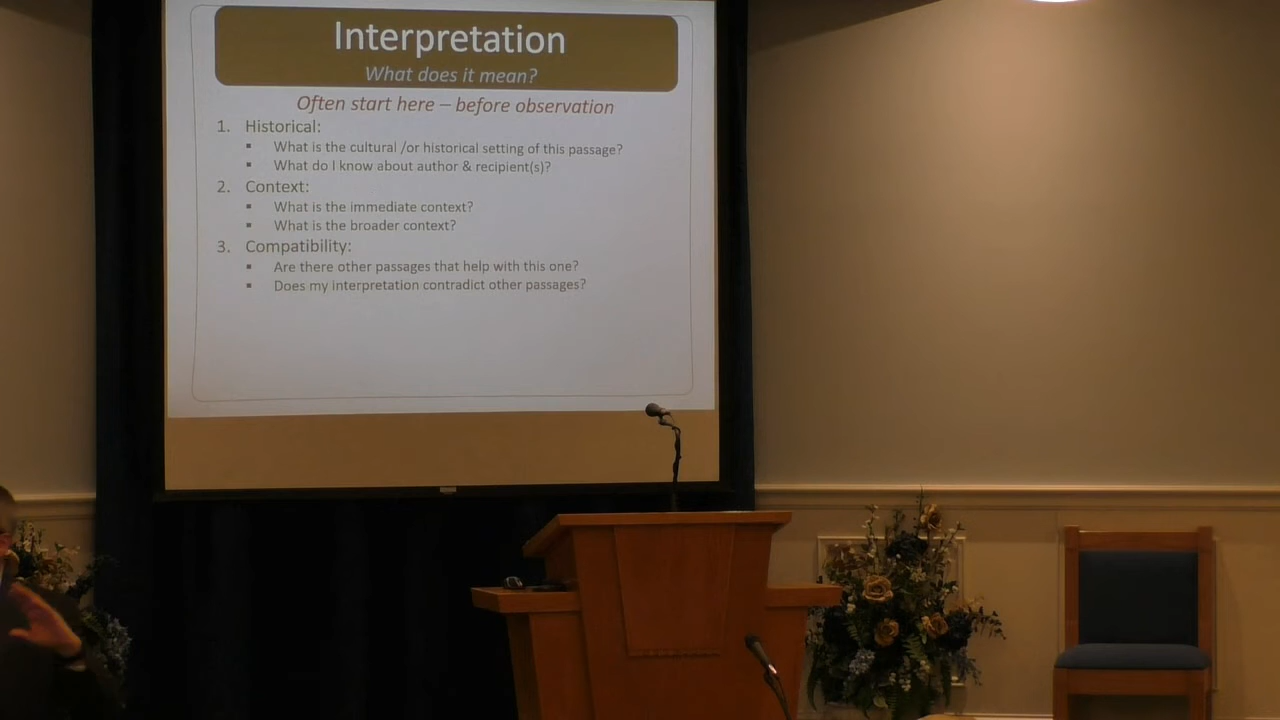 Interpretation
What does it mean?
Often start here – before observation
1. Historical:
▪ What is the cultural /or historical setting of this passage?
▪ What do I know about author & recipient(s)?
2. Context:
▪ What is the immediate context?
▪ What is the broader context?
3. Compatibility:
▪ Are there other passages that help with this one?
▪ Does my interpretation contradict other passages?